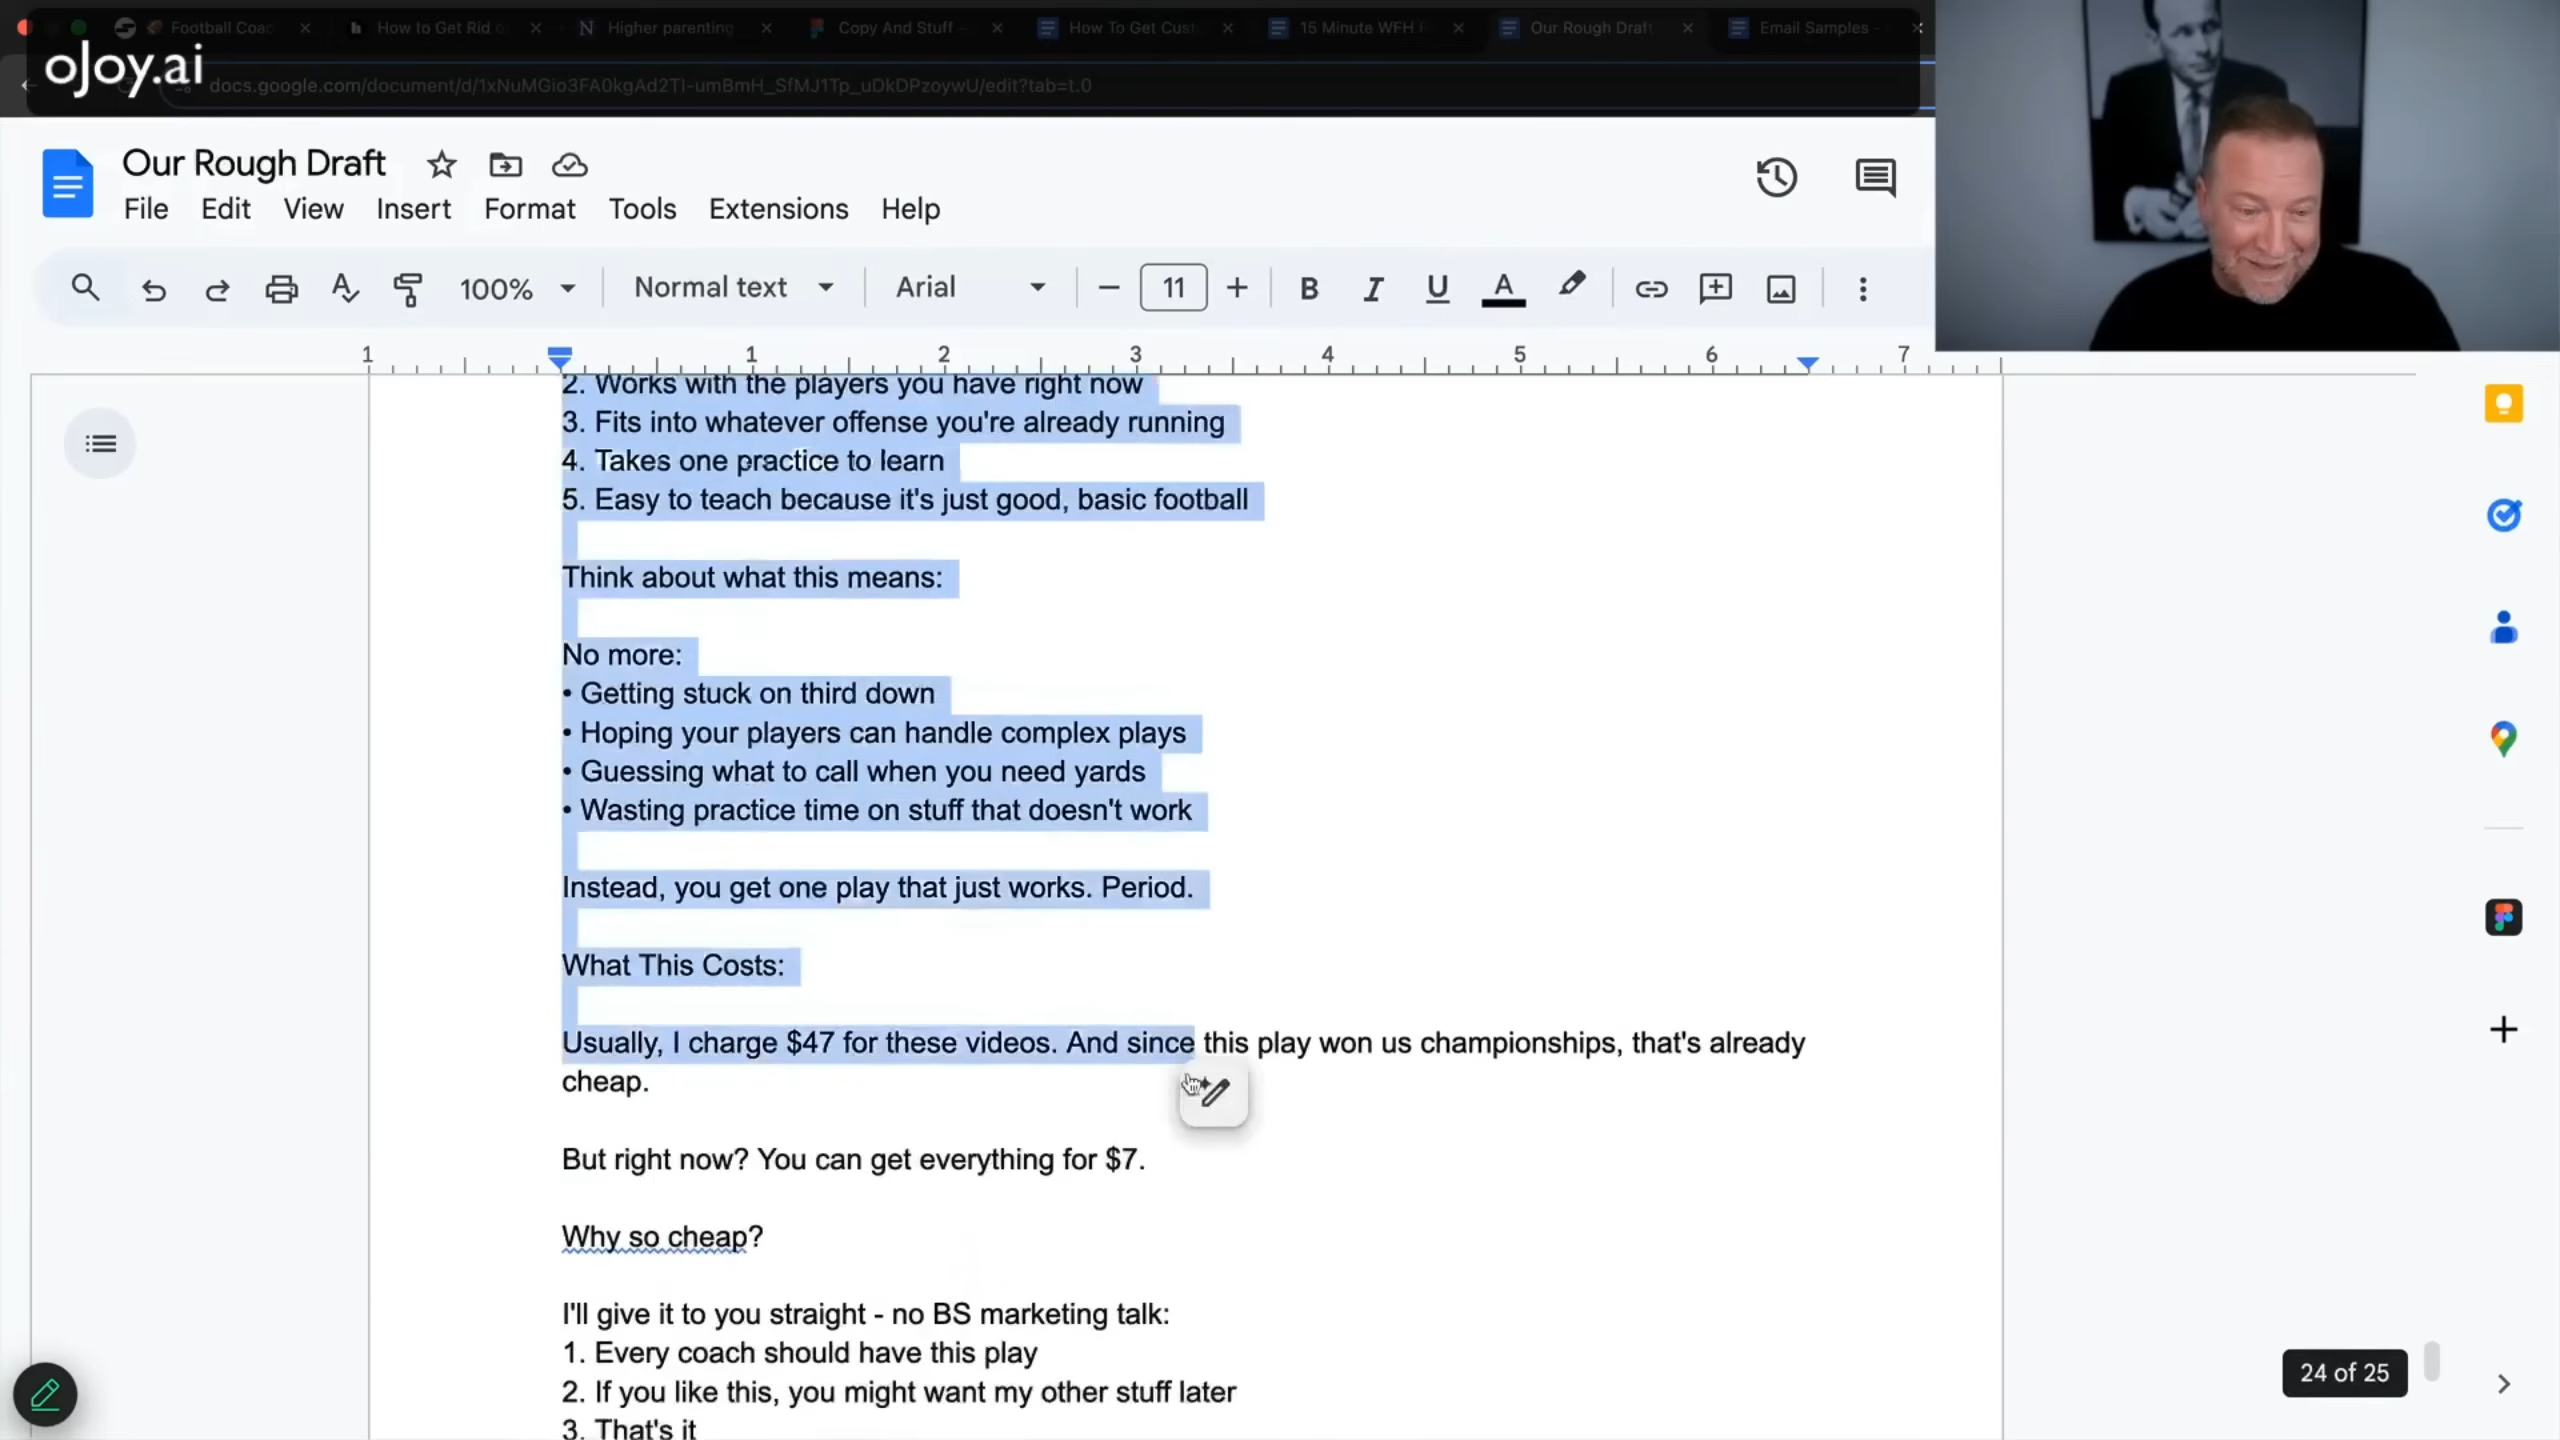 Football Coac
How to Get Rid o
Higher parenting
Copy And Stuff -
How To Get Cust
15 Minute WFH
Our Rough Draft
Email Samples -
ojoy.ai
docs.google.com/document/d/1xNuMGio3FA0kgAd2TI-umBmH_SfMJ1Tp_uDkDPzoywU/edit?tab=t.0
Our Rough Draft
File Edit View Insert Format Tools Extensions Help
100% Normal text Arial 11 B I U A
1 1 2 3 4 5 6 7
2. Works with the players you have right now
3. Fits into whatever offense you're already running
4. Takes one practice to learn
5. Easy to teach because it's just good, basic football
Think about what this means:
No more:
• Getting stuck on third down
• Hoping your players can handle complex plays
• Guessing what to call when you need yards
• Wasting practice time on stuff that doesn't work
Instead, you get one play that just works. Period.
What This Costs:
Usually, I charge $47 for these videos. And since this play won us championships, that's already
cheap.
But right now? You can get everything for $7.
Why so cheap?
I'll give it to you straight - no BS marketing talk:
1. Every coach should have this play
2. If you like this, you might want my other stuff later
3. That's it
24 of 25